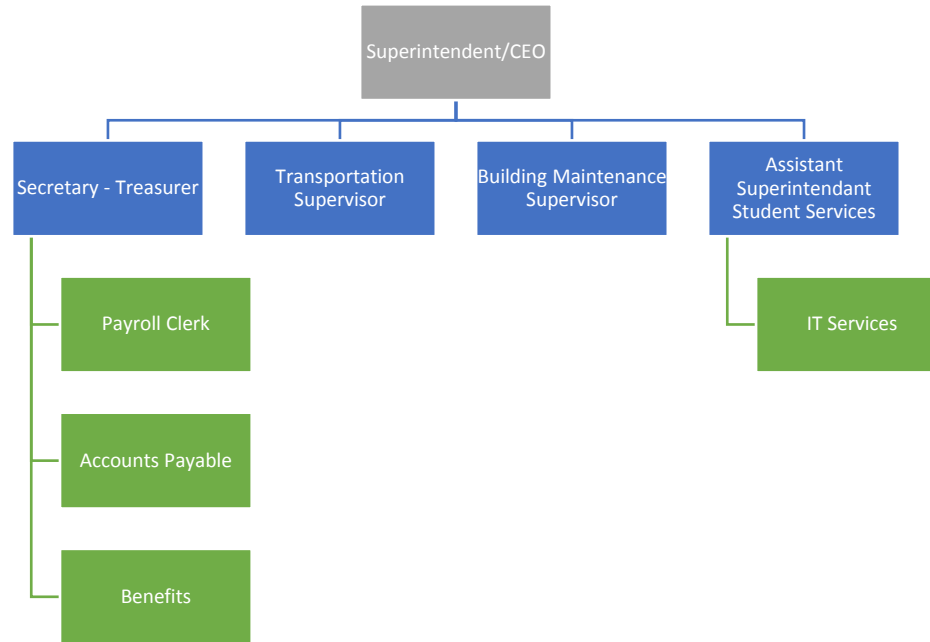 Superintendent/CEO
Secretary - Treasurer
Transportation
Supervisor
Building Maintenance
Supervisor
Assistant
Superintendant
Student Services
Payroll Clerk
IT Services
Accounts Payable
Benefits